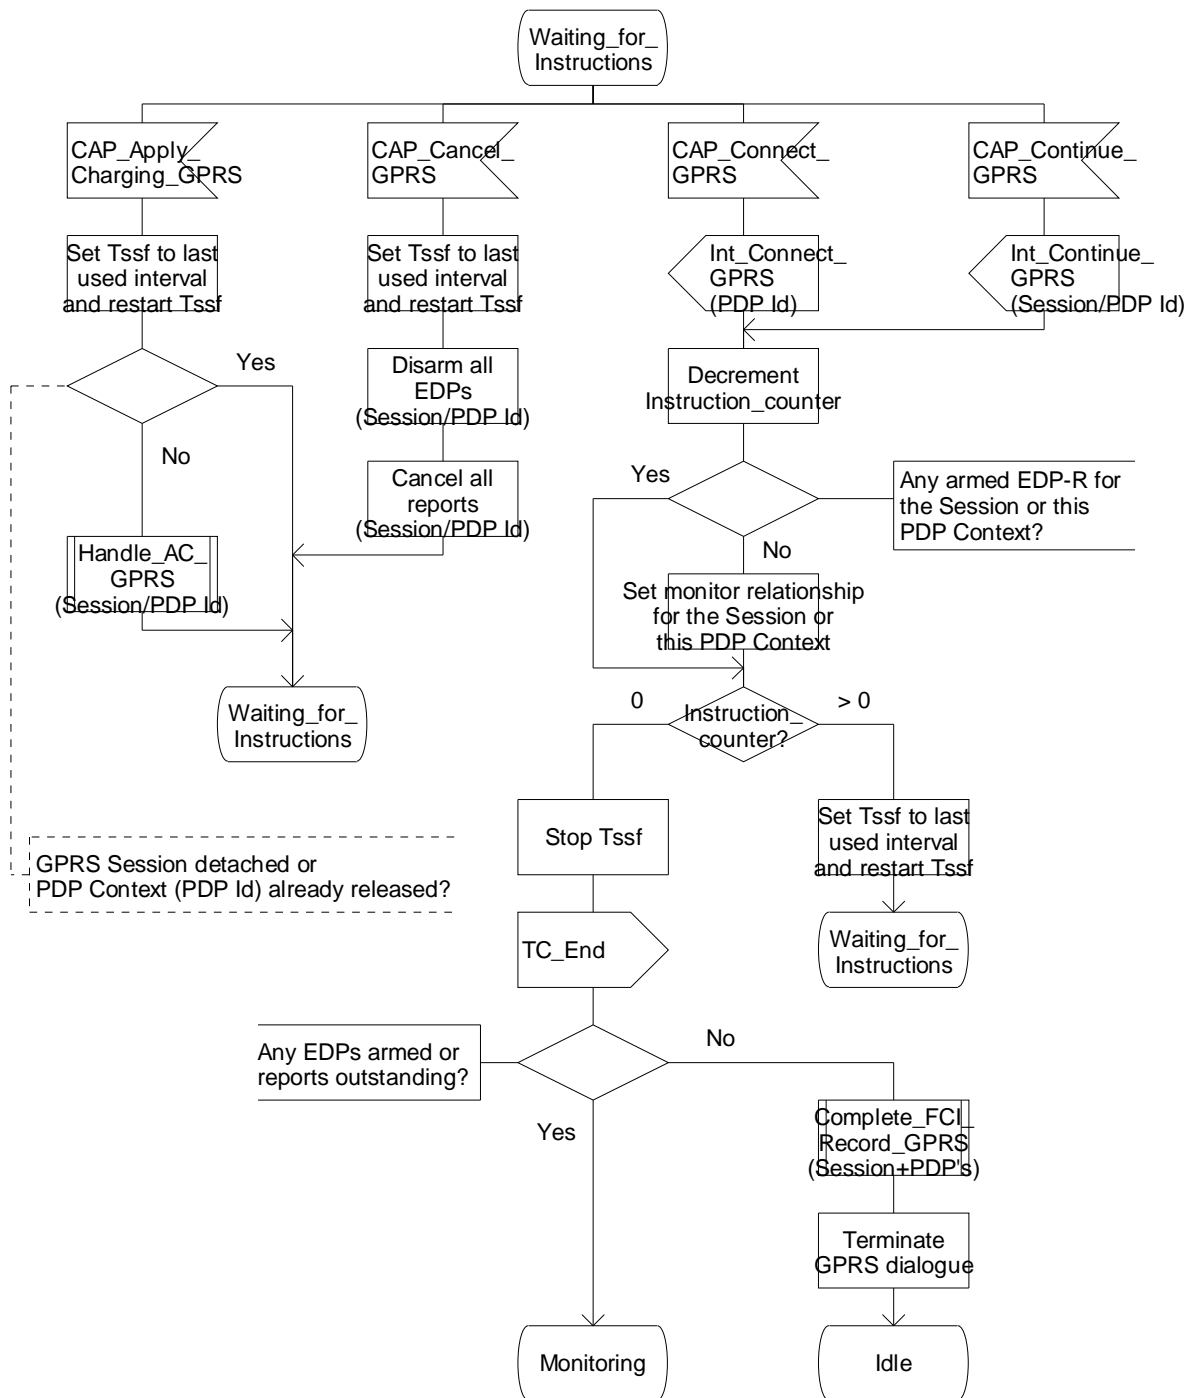 Waiting_for_
Instructions
CAP_Apply_
Charging_GPRS
CAP_Cancel_
GPRS
CAP_Connect_
GPRS
CAP_Continue_
GPRS
Set Tssf to last
used interval
and restart Tssf
Set Tssf to last
used interval
and restart Tssf
Int_Connect_
GPRS
(PDP Id)
Int_Continue_
GPRS
(Session/PDP Id)
Yes
No
Disarm all
EDPs
(Session/PDP Id)
Decrement
Instruction_counter
Cancel all
reports
(Session/PDP Id)
Yes
No
Any armed EDP-R for
the Session or this
PDP Context?
Handle_AC_
GPRS
(Session/PDP Id)
Set monitor relationship
for the Session or
this PDP Context
Waiting_for_
Instructions
0
Instruction_
counter?
> 0
Stop Tssf
Set Tssf to last
used interval
and restart Tssf
GPRS Session detached or
PDP Context (PDP Id) already released?
TC_End
Waiting_for_
Instructions
Any EDPs armed or
reports outstanding?
No
Yes
Complete_FCI_
Record_GPRS
(Session+PDP's)
Terminate
GPRS dialogue
Monitoring
Idle